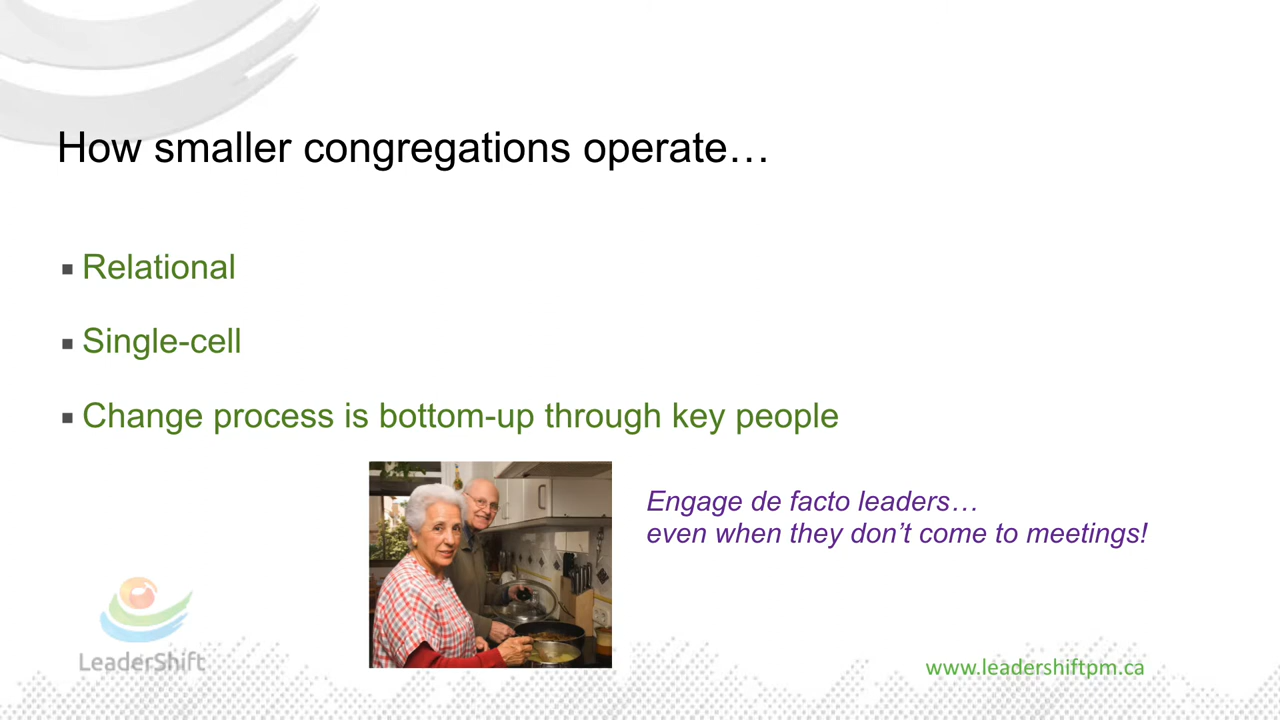 How smaller congregations operate…
▪ Relational
▪ Single-cell
▪ Change process is bottom-up through key people
Engage de facto leaders…
even when they don’t come to meetings!
LeaderShift
www.leadershiftpm.ca